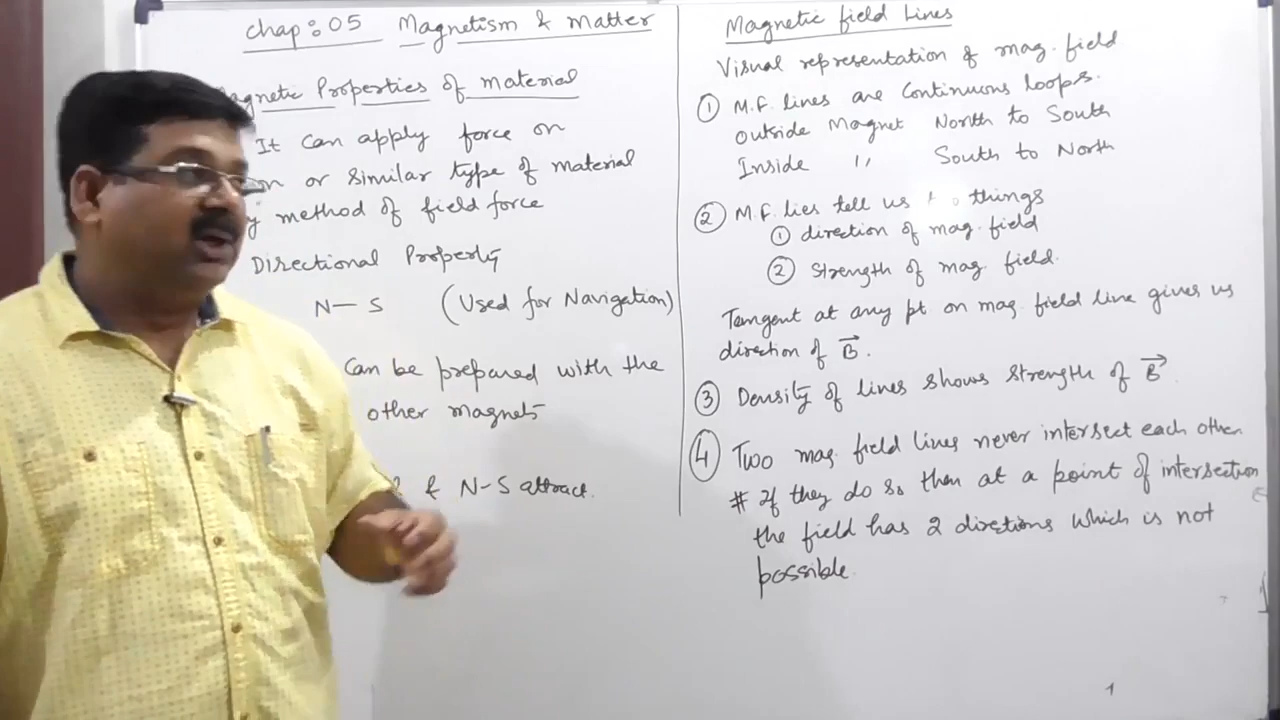 chap:05 Magnetism & Matter
gnetic Properties of material
It can apply force on
or similar type of material
method of field force
Directional Property
N — S (Used for Navigation)
Can be prepared with the
other magnets
& N-S attract.
Magnetic field Lines
Visual representation of mag. field
① M.F. lines are continuous loops.
outside Magnet North to South
Inside ,, South to North
② M.F. lies tell us things
① direction of mag. field
② Strength of mag. field.
Tangent at any pt on mag. field line gives us
direction of B⃗.
③ Density of lines shows strength of B⃗
④ Two mag. field lines never intersect each other.
# If they do so then at a point of intersection
the field has 2 directions which is not
possible.